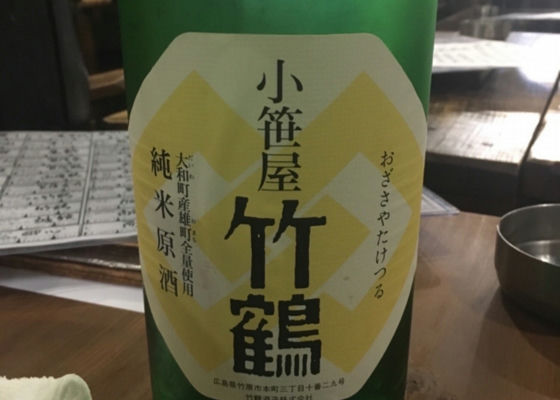 おざさやたけつる
小笹屋
竹鶴
大和町産雄町全量使用
純米原酒
広島県竹原市本町三丁目十番二九号
竹鶴酒造株式会社